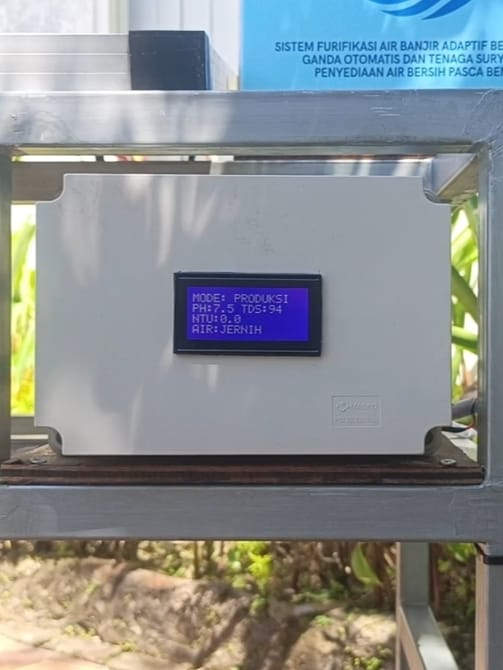 SISTEM FURIFIKASI AIR BANJIR ADAPTIF BE
GANDA OTOMATIS DAN TENAGA SURY
PENYEDIAAN AIR BERSIH PASCA BEN
MODE: PRODUKSI
PH:7.5 TDS:94
NTU:0.0
AIR:JERNIH